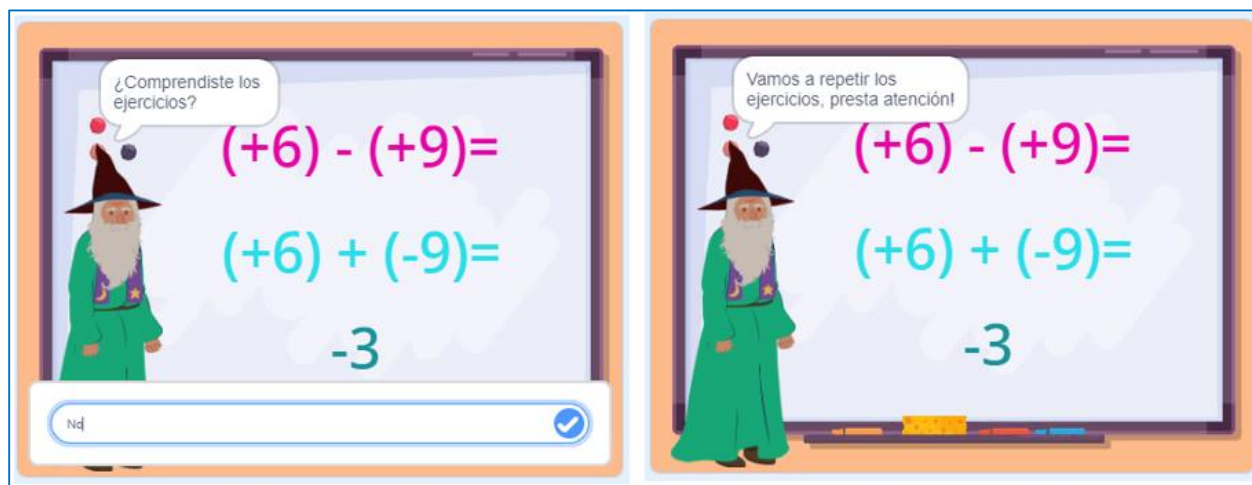 ¿Comprendiste los
ejercicios?
(+6) - (+9)=
(+6) + (-9)=
-3
No
Vamos a repetir los
ejercicios, presta atención!
(+6) - (+9)=
(+6) + (-9)=
-3